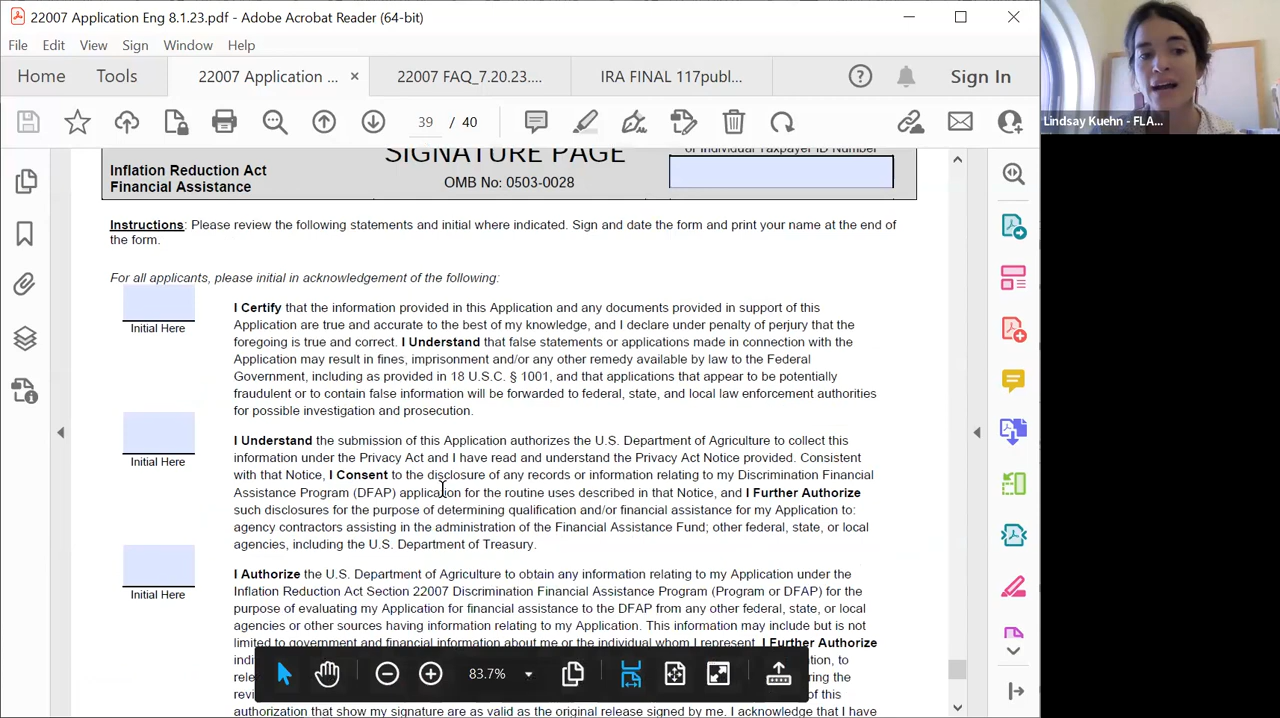 22007 Application Eng 8.1.23.pdf - Adobe Acrobat Reader (64-bit)
File Edit View Sign Window Help
Home Tools 22007 Application ... × 22007 FAQ_7.20.23.... IRA FINAL 117publ... Sign In
39 / 40
Lindsay Kuehn - FLA...
SIGNATURE PAGE
or Individual Taxpayer ID Number
Inflation Reduction Act
Financial Assistance
OMB No: 0503-0028
Instructions: Please review the following statements and initial where indicated. Sign and date the form and print your name at the end of
the form.
For all applicants, please initial in acknowledgement of the following:
Initial Here
I Certify that the information provided in this Application and any documents provided in support of this
Application are true and accurate to the best of my knowledge, and I declare under penalty of perjury that the
foregoing is true and correct. I Understand that false statements or applications made in connection with the
Application may result in fines, imprisonment and/or any other remedy available by law to the Federal
Government, including as provided in 18 U.S.C. § 1001, and that applications that appear to be potentially
fraudulent or to contain false information will be forwarded to federal, state, and local law enforcement authorities
for possible investigation and prosecution.
Initial Here
I Understand the submission of this Application authorizes the U.S. Department of Agriculture to collect this
information under the Privacy Act and I have read and understand the Privacy Act Notice provided. Consistent
with that Notice, I Consent to the disclosure of any records or information relating to my Discrimination Financial
Assistance Program (DFAP) application for the routine uses described in that Notice, and I Further Authorize
such disclosures for the purpose of determining qualification and/or financial assistance for my Application to:
agency contractors assisting in the administration of the Financial Assistance Fund; other federal, state, or local
agencies, including the U.S. Department of Treasury.
Initial Here
I Authorize the U.S. Department of Agriculture to obtain any information relating to my Application under the
Inflation Reduction Act Section 22007 Discrimination Financial Assistance Program (Program or DFAP) for the
purpose of evaluating my Application for financial assistance to the DFAP from any other federal, state, or local
agencies or other sources having information relating to my Application. This information may include but is not
limited to government and financial information about me or the individual whom I represent. I Further Authorize
83.7%
authorization that show my signature are as valid as the original release signed by me. I acknowledge that I have